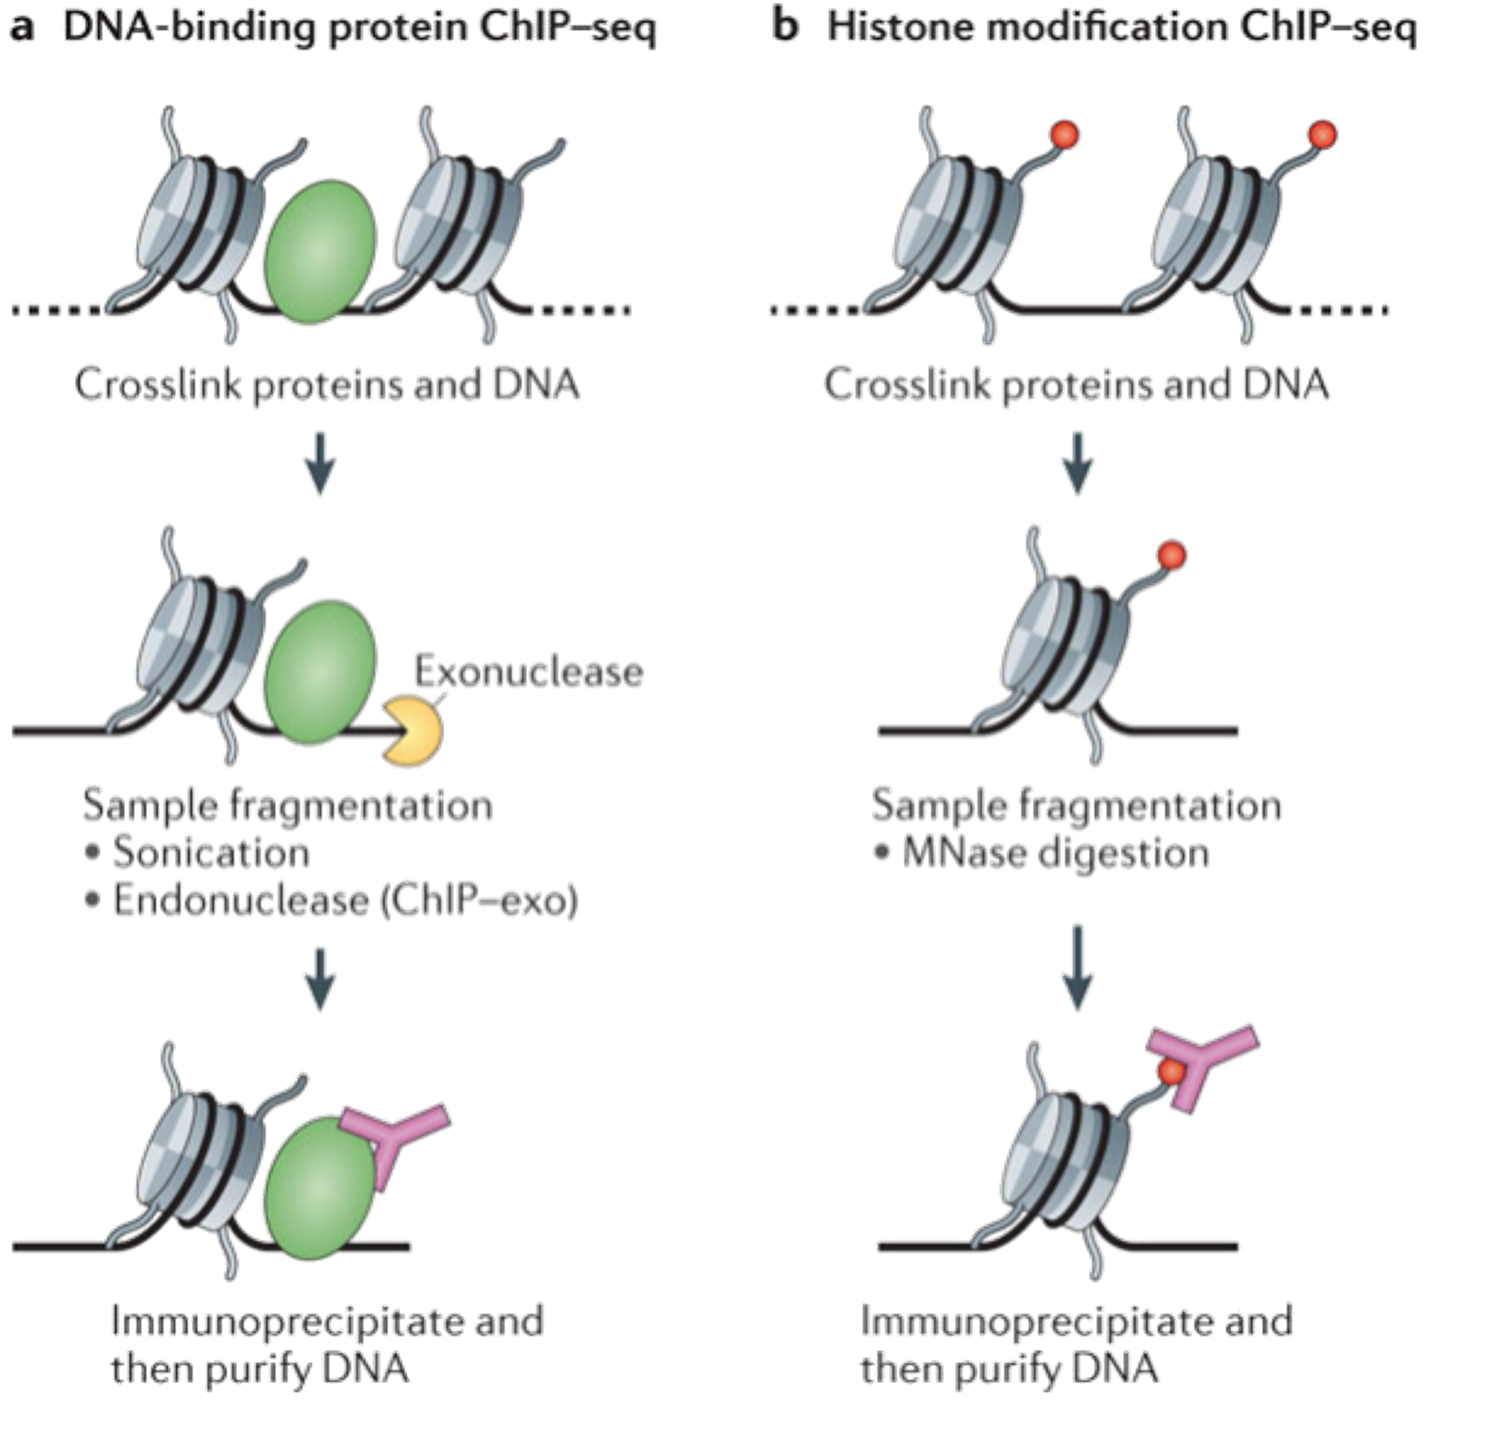 a DNA-binding protein ChIP–seq
Crosslink proteins and DNA
Exonuclease
Sample fragmentation
• Sonication
• Endonuclease (ChIP–exo)
Immunoprecipitate and
then purify DNA
b Histone modification ChIP–seq
Crosslink proteins and DNA
Sample fragmentation
• MNase digestion
Immunoprecipitate and
then purify DNA